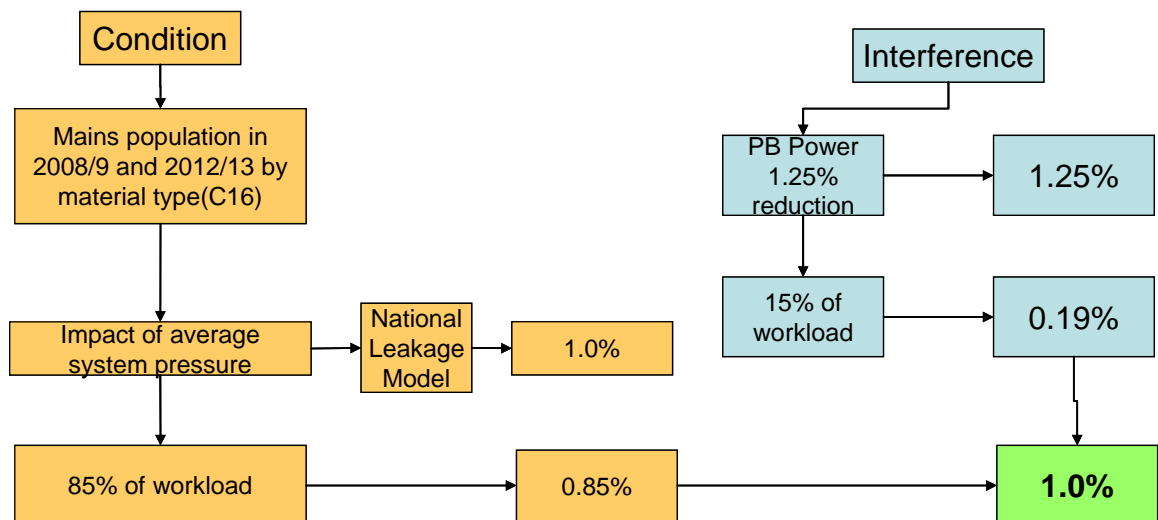 Condition
Interference
Mains population in
2008/9 and 2012/13 by
material type(C16)
PB Power
1.25%
reduction
1.25%
15% of
workload
0.19%
Impact of average
system pressure
National
Leakage
Model
1.0%
85% of workload
0.85%
1.0%